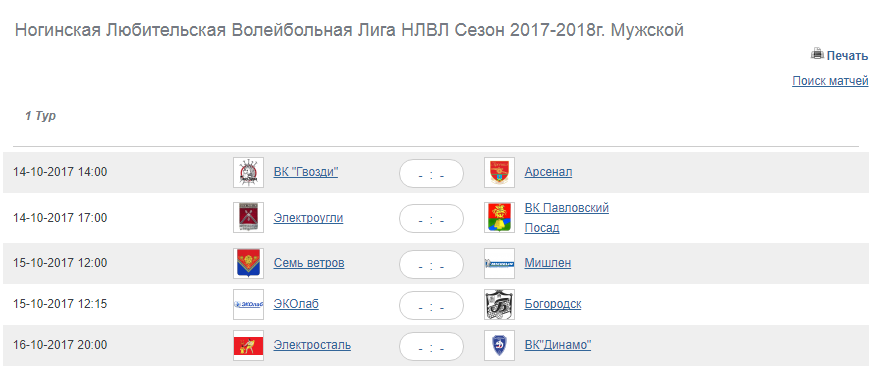 Ногинская Любительская Волейбольная Лига НЛВЛ Сезон 2017-2018г. Мужской
Печать
Поиск матчей
1 Тур
14-10-2017 14:00 ВК "Гвозди" - : - Арсенал
14-10-2017 17:00 Электроугли - : - ВК Павловский
Посад
15-10-2017 12:00 Семь ветров - : - Мишлен
15-10-2017 12:15 ЭКОлаб ЭКОлаб - : - Богородск
16-10-2017 20:00 Электросталь - : - ВК"Динамо"